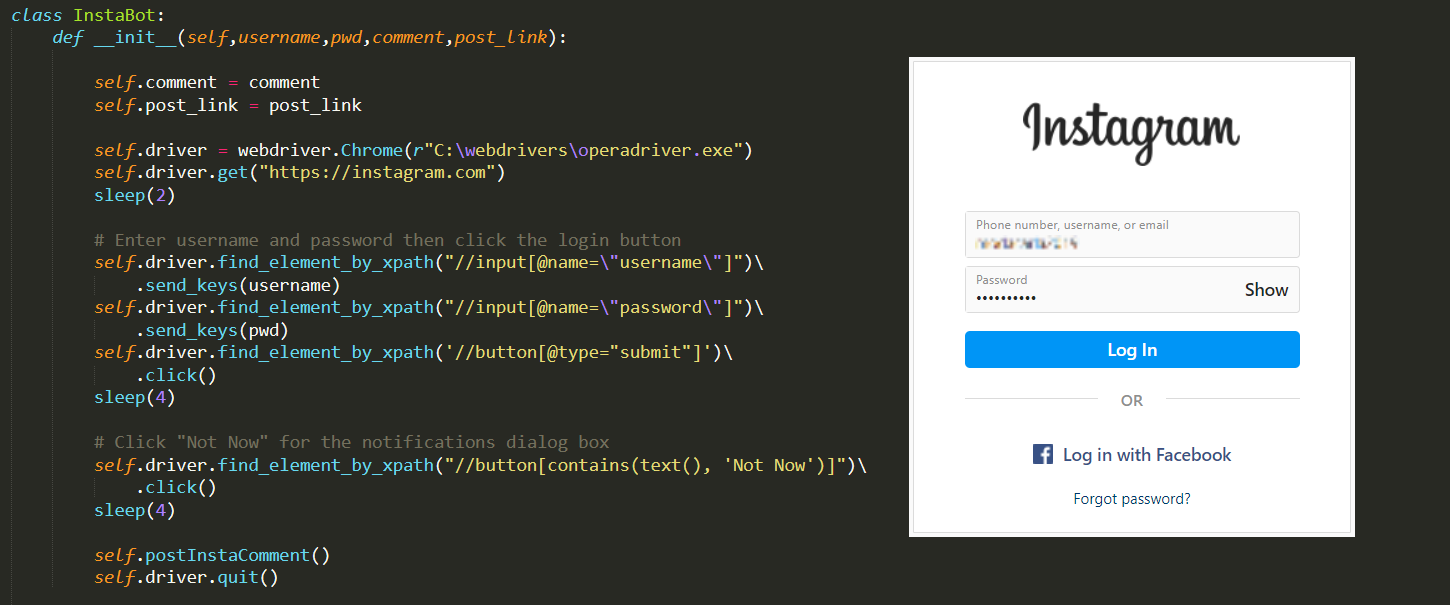 class InstaBot:
def __init__(self,username,pwd,comment,post_link):
self.comment = comment
self.post_link = post_link
self.driver = webdriver.Chrome(r"C:\webdrivers\operadriver.exe")
self.driver.get("https://instagram.com")
sleep(2)
# Enter username and password then click the login button
self.driver.find_element_by_xpath("//input[@name=\"username\"]")\
.send_keys(username)
self.driver.find_element_by_xpath("//input[@name=\"password\"]")\
.send_keys(pwd)
self.driver.find_element_by_xpath('//button[@type="submit"]')\
.click()
sleep(4)
# Click "Not Now" for the notifications dialog box
self.driver.find_element_by_xpath("//button[contains(text(), 'Not Now')]")\
.click()
sleep(4)
self.postInstaComment()
self.driver.quit()
Instagram
Phone number, username, or email
Password
•••••••••• Show
Log In
OR
Log in with Facebook
Forgot password?